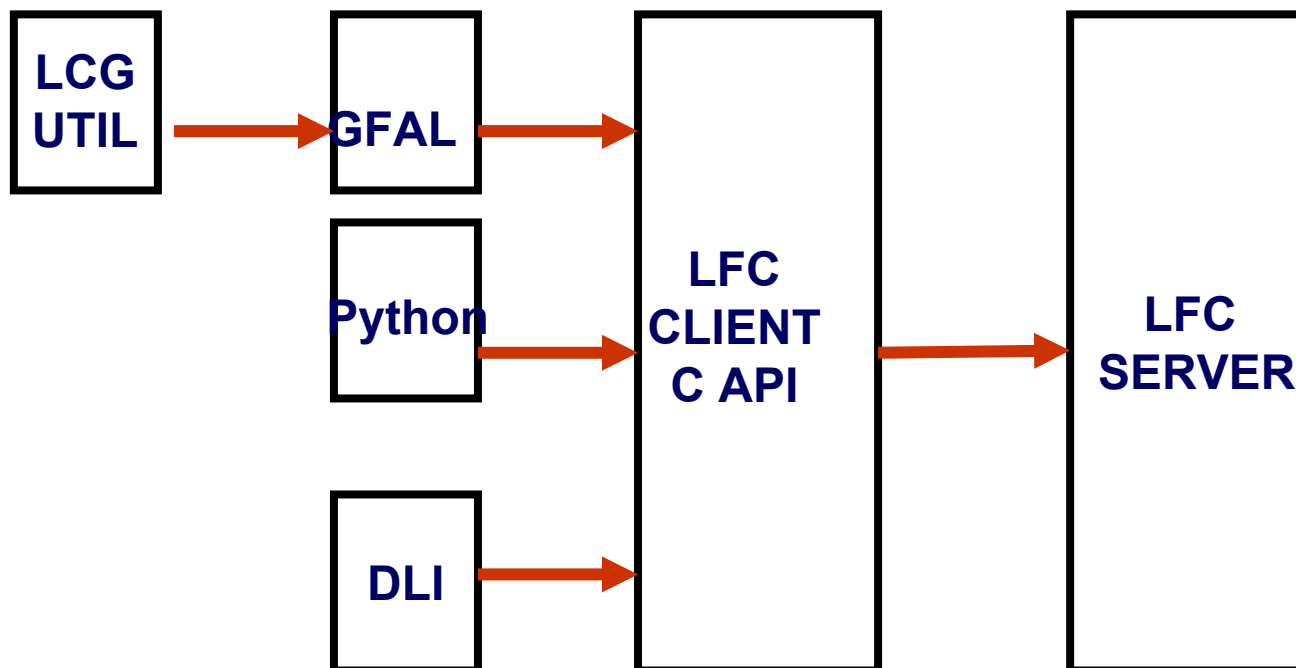 LCG
UTIL
GFAL
Python
DLI
LFC
CLIENT
C API
LFC
SERVER